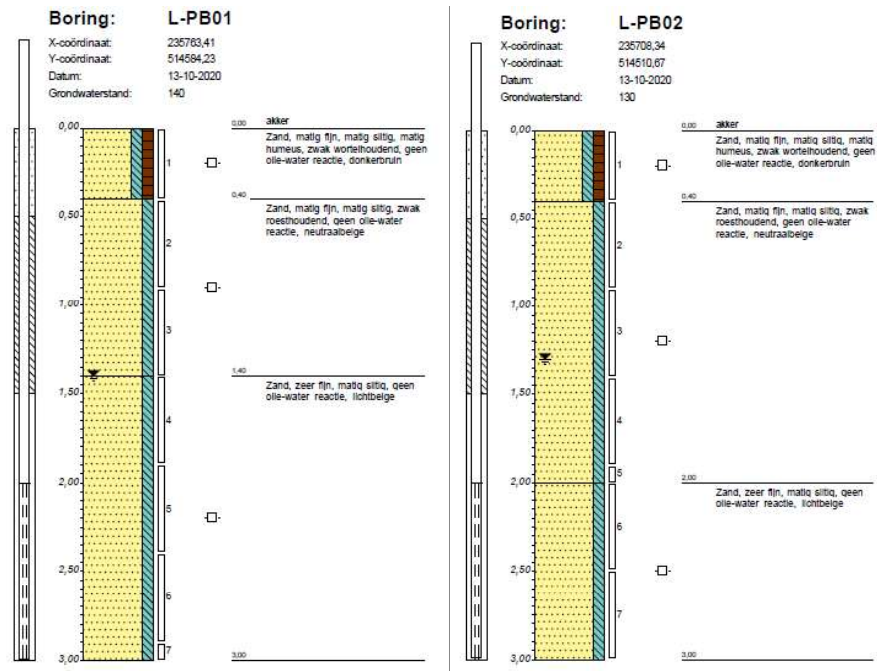 Boring: L-PB01
X-coördinaat: 235763,41
Y-coördinaat: 514584,23
Datum: 13-10-2020
Grondwaterstand: 140
0,00
0,50
1,00
1,50
2,00
2,50
3,00
1
2
3
4
5
6
7
0,00 akker
Zand, matig fijn, matig siltig, matig
humeus, zwak wortelhoudend, geen
olie-water reactie, donkerbruin
0,40
Zand, matig fijn, matig siltig, zwak
roesthoudend, geen olie-water
reactie, neutraalbeige
1,40
Zand, zeer fijn, matig siltig, geen
olie-water reactie, lichtbeige
3,00
Boring: L-PB02
X-coördinaat: 235708,34
Y-coördinaat: 514510,67
Datum: 13-10-2020
Grondwaterstand: 130
0,00
0,50
1,00
1,50
2,00
2,50
3,00
1
2
3
4
5
6
7
0,00 akker
Zand, matig fijn, matig siltig, matig
humeus, zwak wortelhoudend, geen
olie-water reactie, donkerbruin
0,40
Zand, matig fijn, matig siltig, zwak
roesthoudend, geen olie-water
reactie, neutraalbeige
2,00
Zand, zeer fijn, matig siltig, geen
olie-water reactie, lichtbeige
3,00